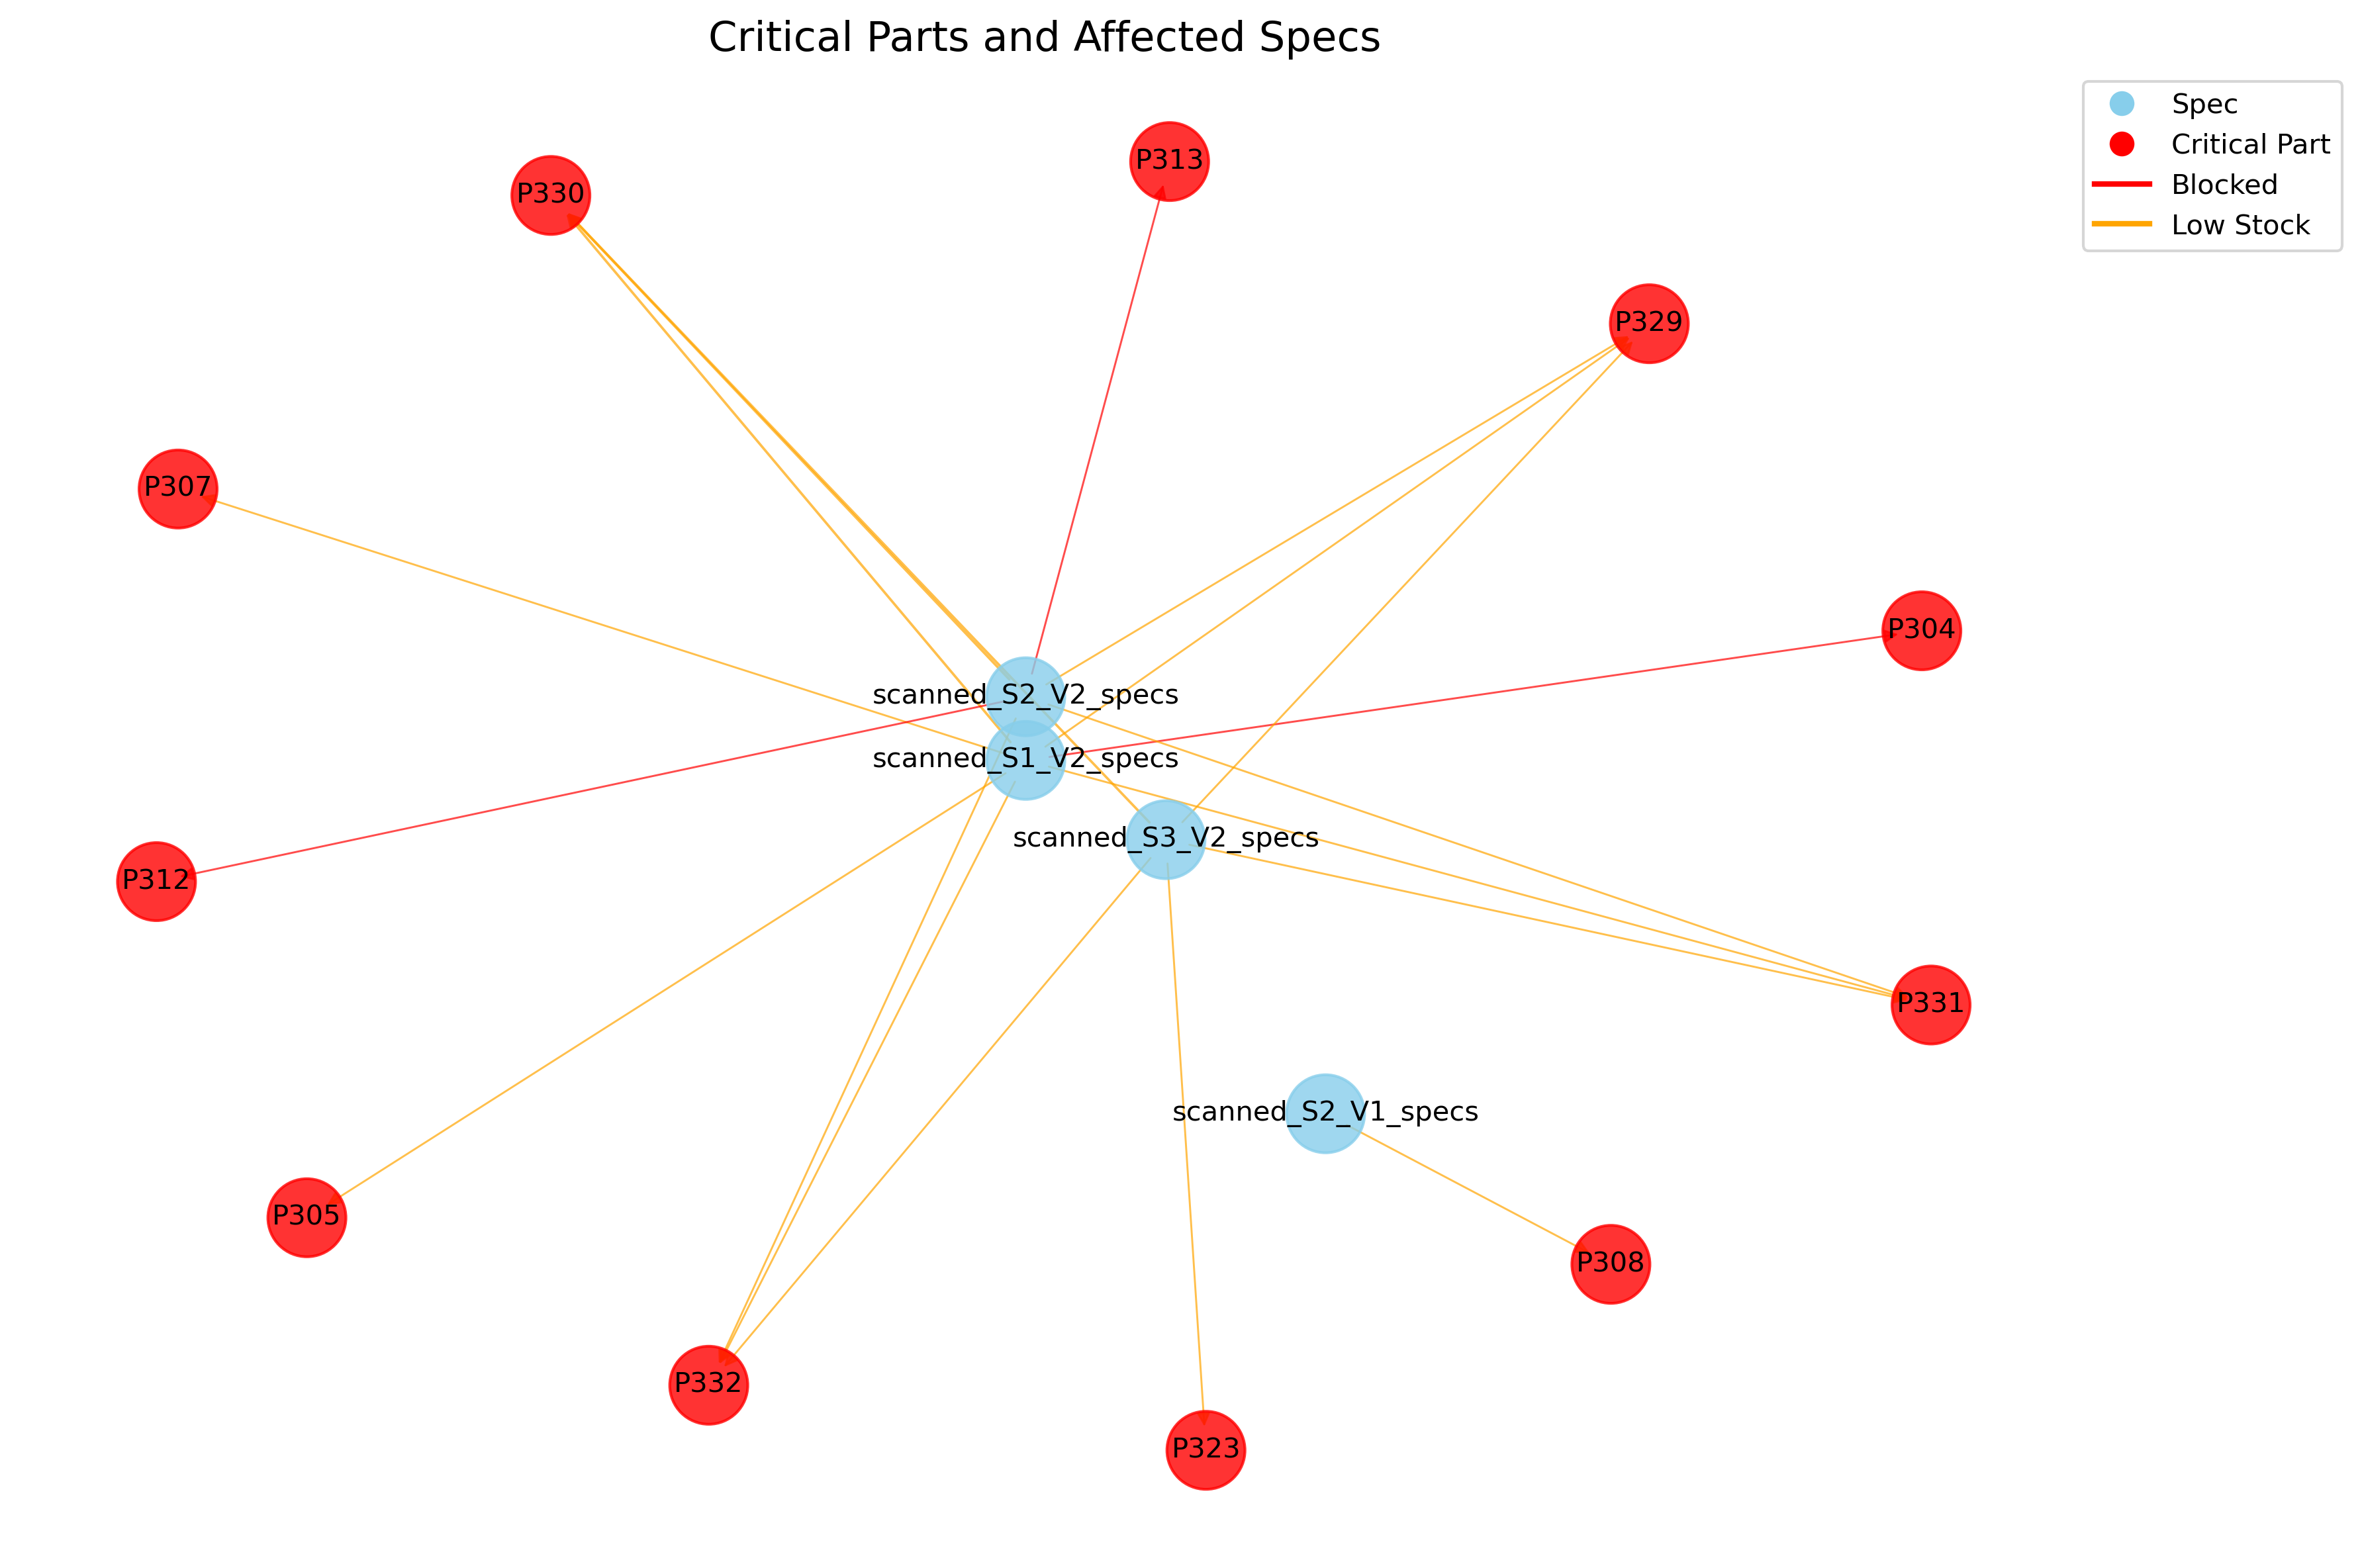 Critical Parts and Affected Specs
Spec
Critical Part
Blocked
Low Stock
P313
P330
P329
P307
P304
scanned_S2_V2_specs
scanned_S1_V2_specs
scanned_S3_V2_specs
P312
P331
scanned_S2_V1_specs
P305
P308
P332
P323